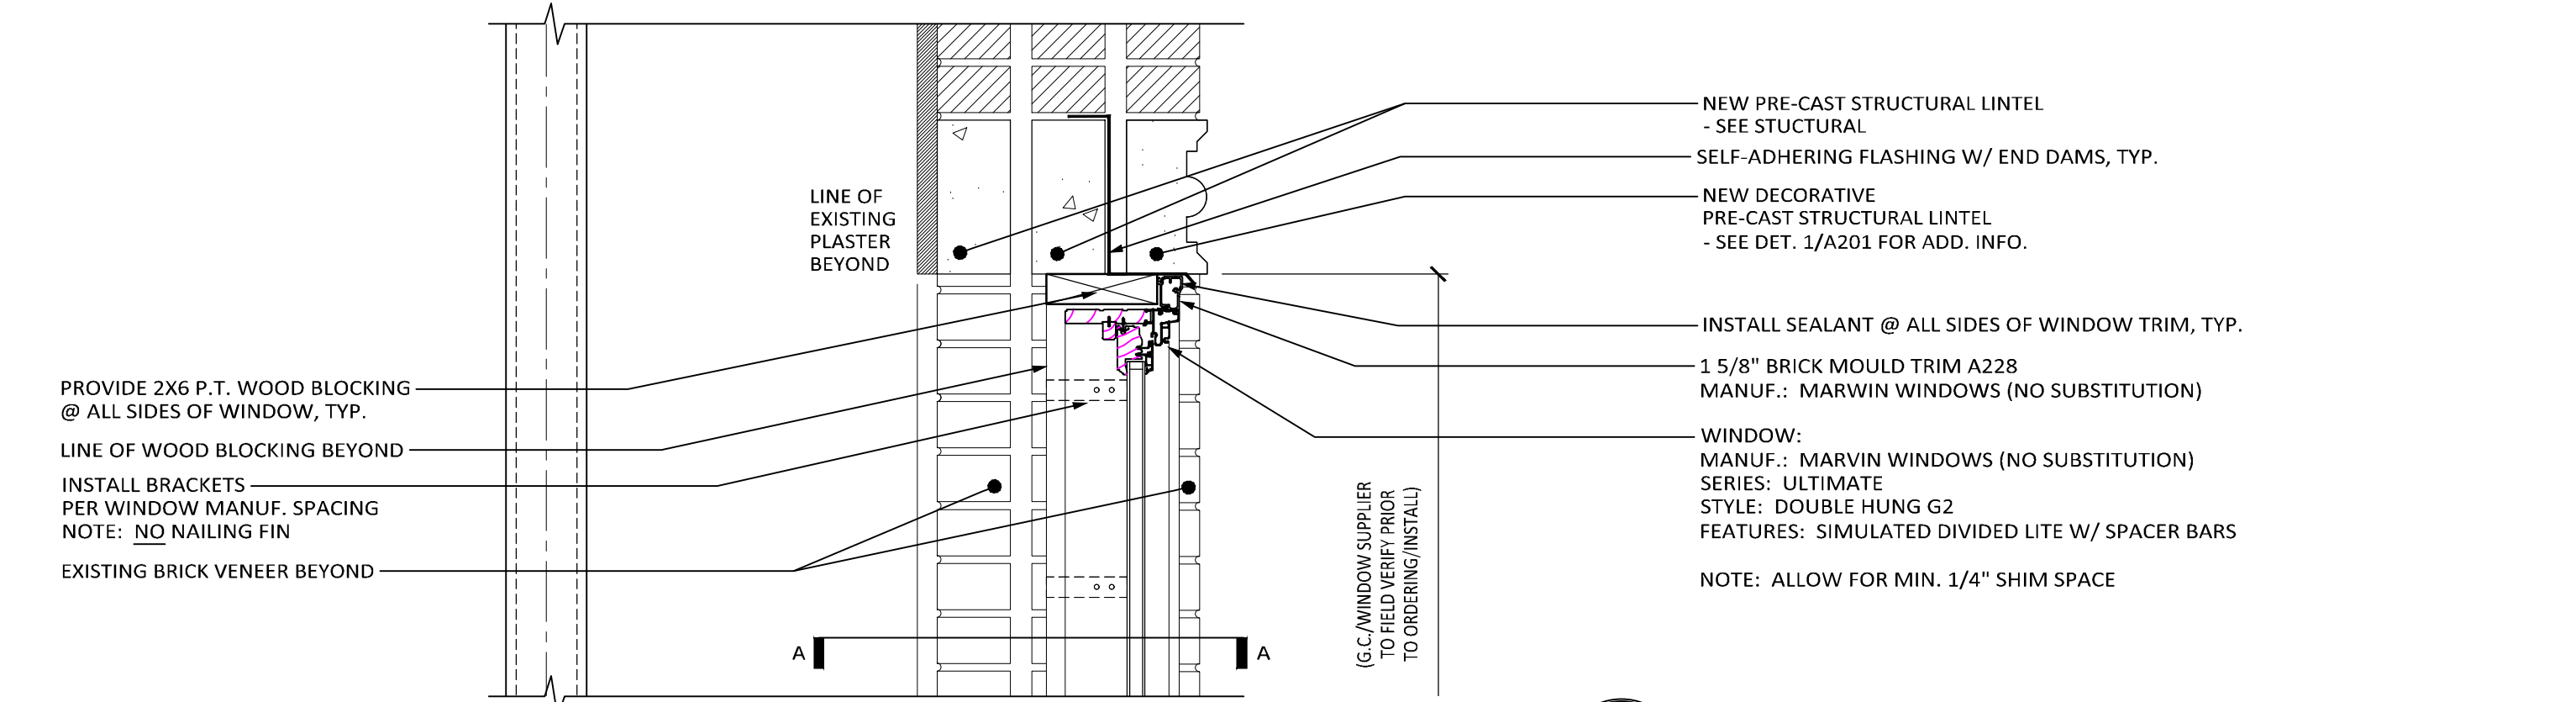 NEW PRE-CAST STRUCTURAL LINTEL
- SEE STUCTURAL
SELF-ADHERING FLASHING W/ END DAMS, TYP.
NEW DECORATIVE
PRE-CAST STRUCTURAL LINTEL
- SEE DET. 1/A201 FOR ADD. INFO.
LINE OF
EXISTING
PLASTER
BEYOND
INSTALL SEALANT @ ALL SIDES OF WINDOW TRIM, TYP.
1 5/8" BRICK MOULD TRIM A228
MANUF.: MARWIN WINDOWS (NO SUBSTITUTION)
PROVIDE 2X6 P.T. WOOD BLOCKING
@ ALL SIDES OF WINDOW, TYP.
LINE OF WOOD BLOCKING BEYOND
INSTALL BRACKETS
PER WINDOW MANUF. SPACING
NOTE: NO NAILING FIN
EXISTING BRICK VENEER BEYOND
WINDOW:
MANUF.: MARVIN WINDOWS (NO SUBSTITUTION)
SERIES: ULTIMATE
STYLE: DOUBLE HUNG G2
FEATURES: SIMULATED DIVIDED LITE W/ SPACER BARS
NOTE: ALLOW FOR MIN. 1/4" SHIM SPACE
(G.C./WINDOW SUPPLIER
TO FIELD VERIFY PRIOR
TO ORDERING/INSTALL)
A
A